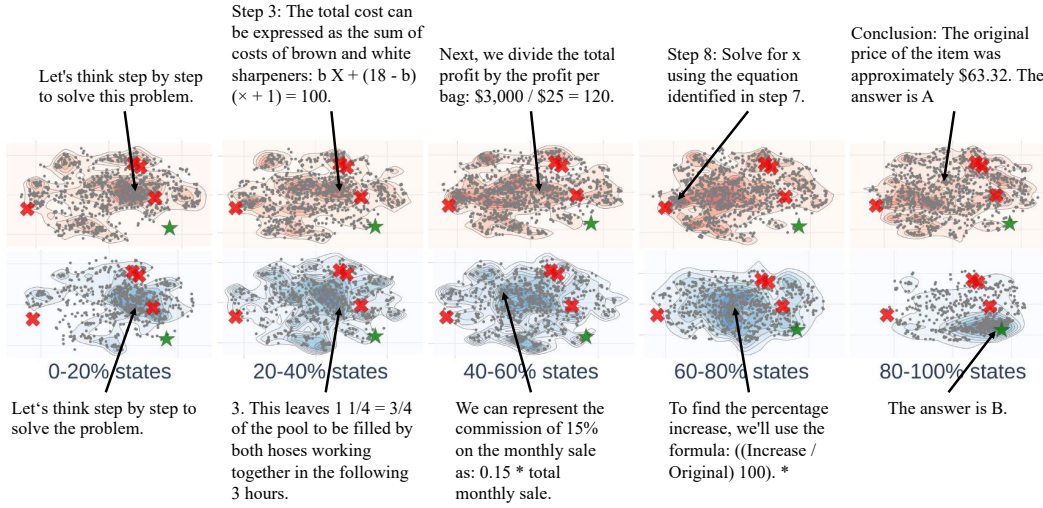 Let's think step by step
to solve this problem.
Step 3: The total cost can
be expressed as the sum of
costs of brown and white
sharpeners: b X + (18 - b)
(× + 1) = 100.
Next, we divide the total
profit by the profit per
bag: $3,000 / $25 = 120.
Step 8: Solve for x
using the equation
identified in step 7.
Conclusion: The original
price of the item was
approximately $63.32. The
answer is A
0-20% states
20-40% states
40-60% states
60-80% states
80-100% states
Let‘s think step by step to
solve the problem.
3. This leaves 1 1/4 = 3/4
of the pool to be filled by
both hoses working
together in the following
3 hours.
We can represent the
commission of 15%
on the monthly sale
as: 0.15 * total
monthly sale.
To find the percentage
increase, we'll use the
formula: ((Increase /
Original) 100). *
The answer is B.